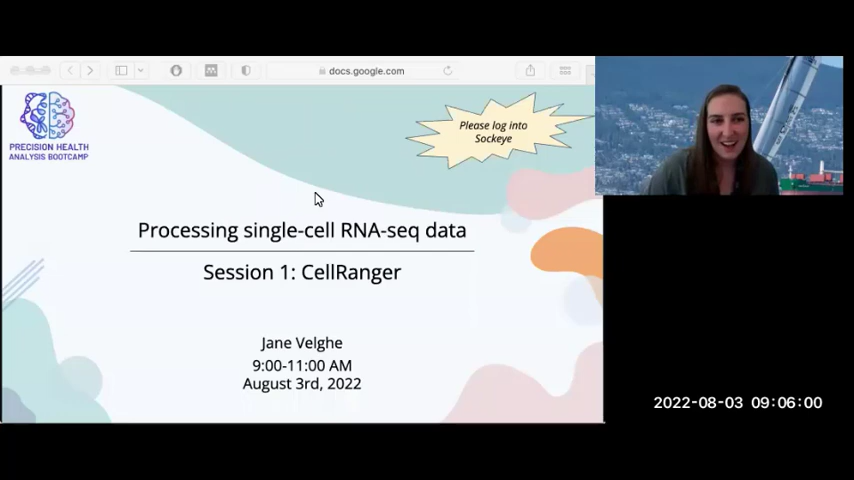 docs.google.com
PRECISION HEALTH
ANALYSIS BOOTCAMP
Please log into
Sockeye
Processing single-cell RNA-seq data
Session 1: CellRanger
Jane Velghe
9:00-11:00 AM
August 3rd, 2022
2022-08-03 09:06:00